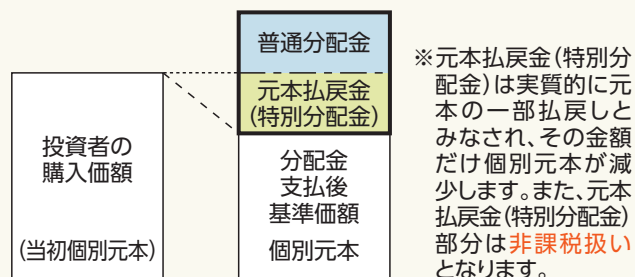 投資者の
購入価額
(当初個別元本)
普通分配金
元本払戻金
(特別分配金)
分配金
支払後
基準価額
個別元本
※元本払戻金(特別分
配金)は実質的に元
本の一部払戻しと
みなされ、その金額
だけ個別元本が減
少します。また、元本
払戻金(特別分配金)
部分は非課税扱い
となります。